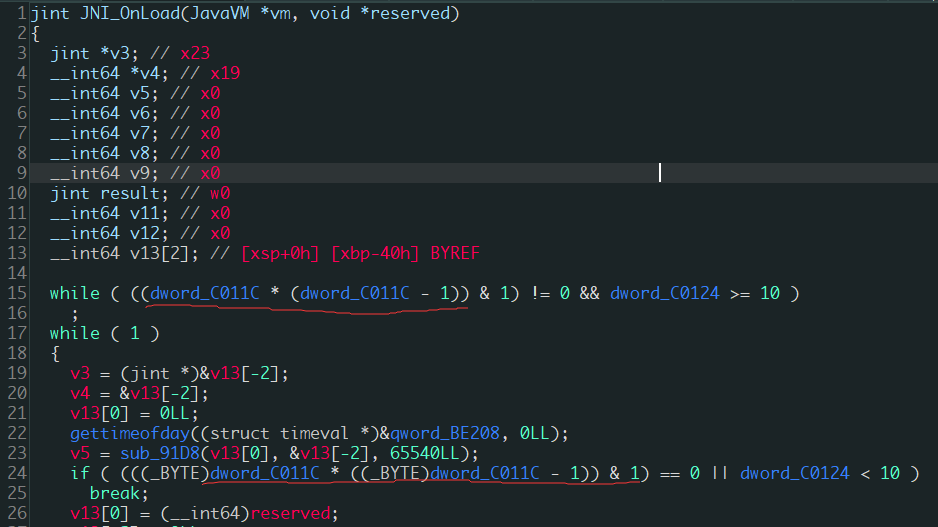 1 jint JNI_OnLoad(JavaVM *vm, void *reserved)
2 {
3 jint *v3; // x23
4 __int64 *v4; // x19
5 __int64 v5; // x0
6 __int64 v6; // x0
7 __int64 v7; // x0
8 __int64 v8; // x0
9 __int64 v9; // x0
10 jint result; // w0
11 __int64 v11; // x0
12 __int64 v12; // x0
13 __int64 v13[2]; // [xsp+0h] [xbp-40h] BYREF
14
15 while ( ((dword_C011C * (dword_C011C - 1)) & 1) != 0 && dword_C0124 >= 10 )
16 ;
17 while ( 1 )
18 {
19 v3 = (jint *)&v13[-2];
20 v4 = &v13[-2];
21 v13[0] = 0LL;
22 gettimeofday((struct timeval *)&qword_BE208, 0LL);
23 v5 = sub_91D8(v13[0], &v13[-2], 65540LL);
24 if ( (((_BYTE)dword_C011C * ((_BYTE)dword_C011C - 1)) & 1) == 0 || dword_C0124 < 10 )
25 break;
26 v13[0] = (__int64)reserved;